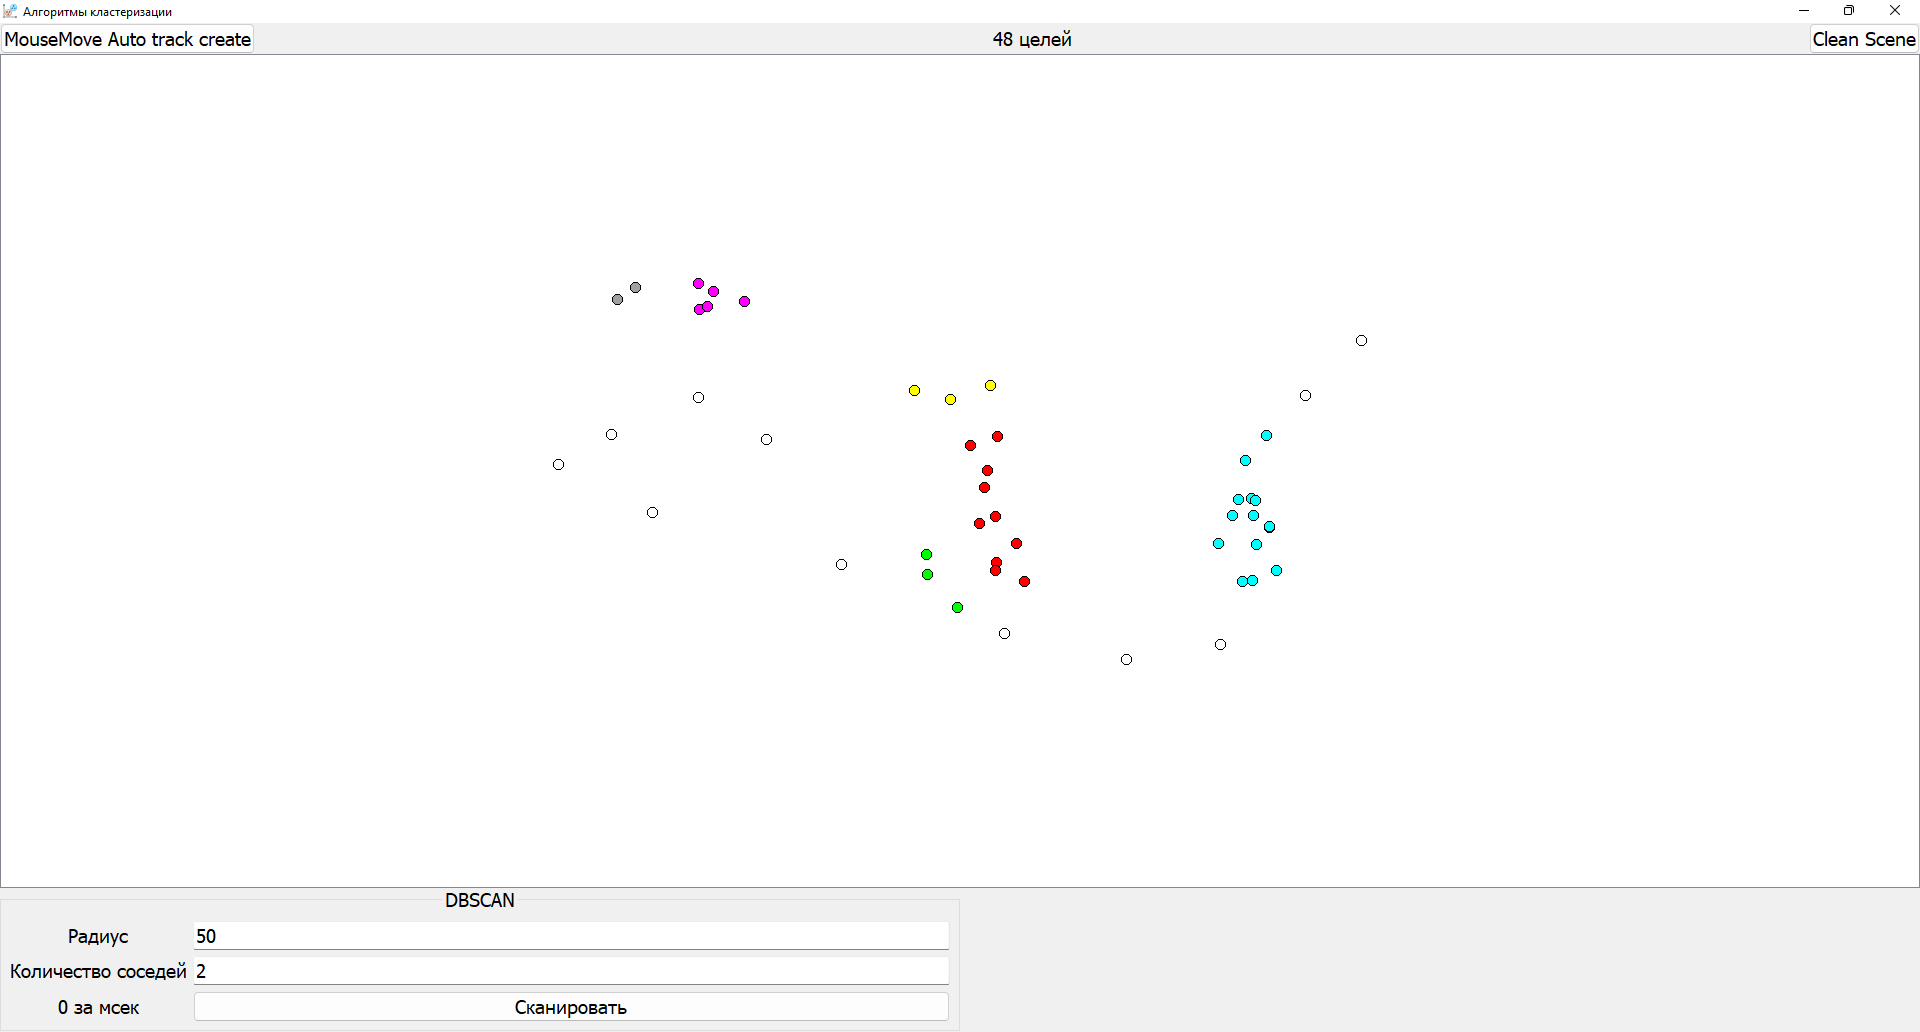 Алгоритмы кластеризации
MouseMove Auto track create
48 целей
Clean Scene
DBSCAN
Радиус
50
Количество соседей
2
0 за мсек
Сканировать